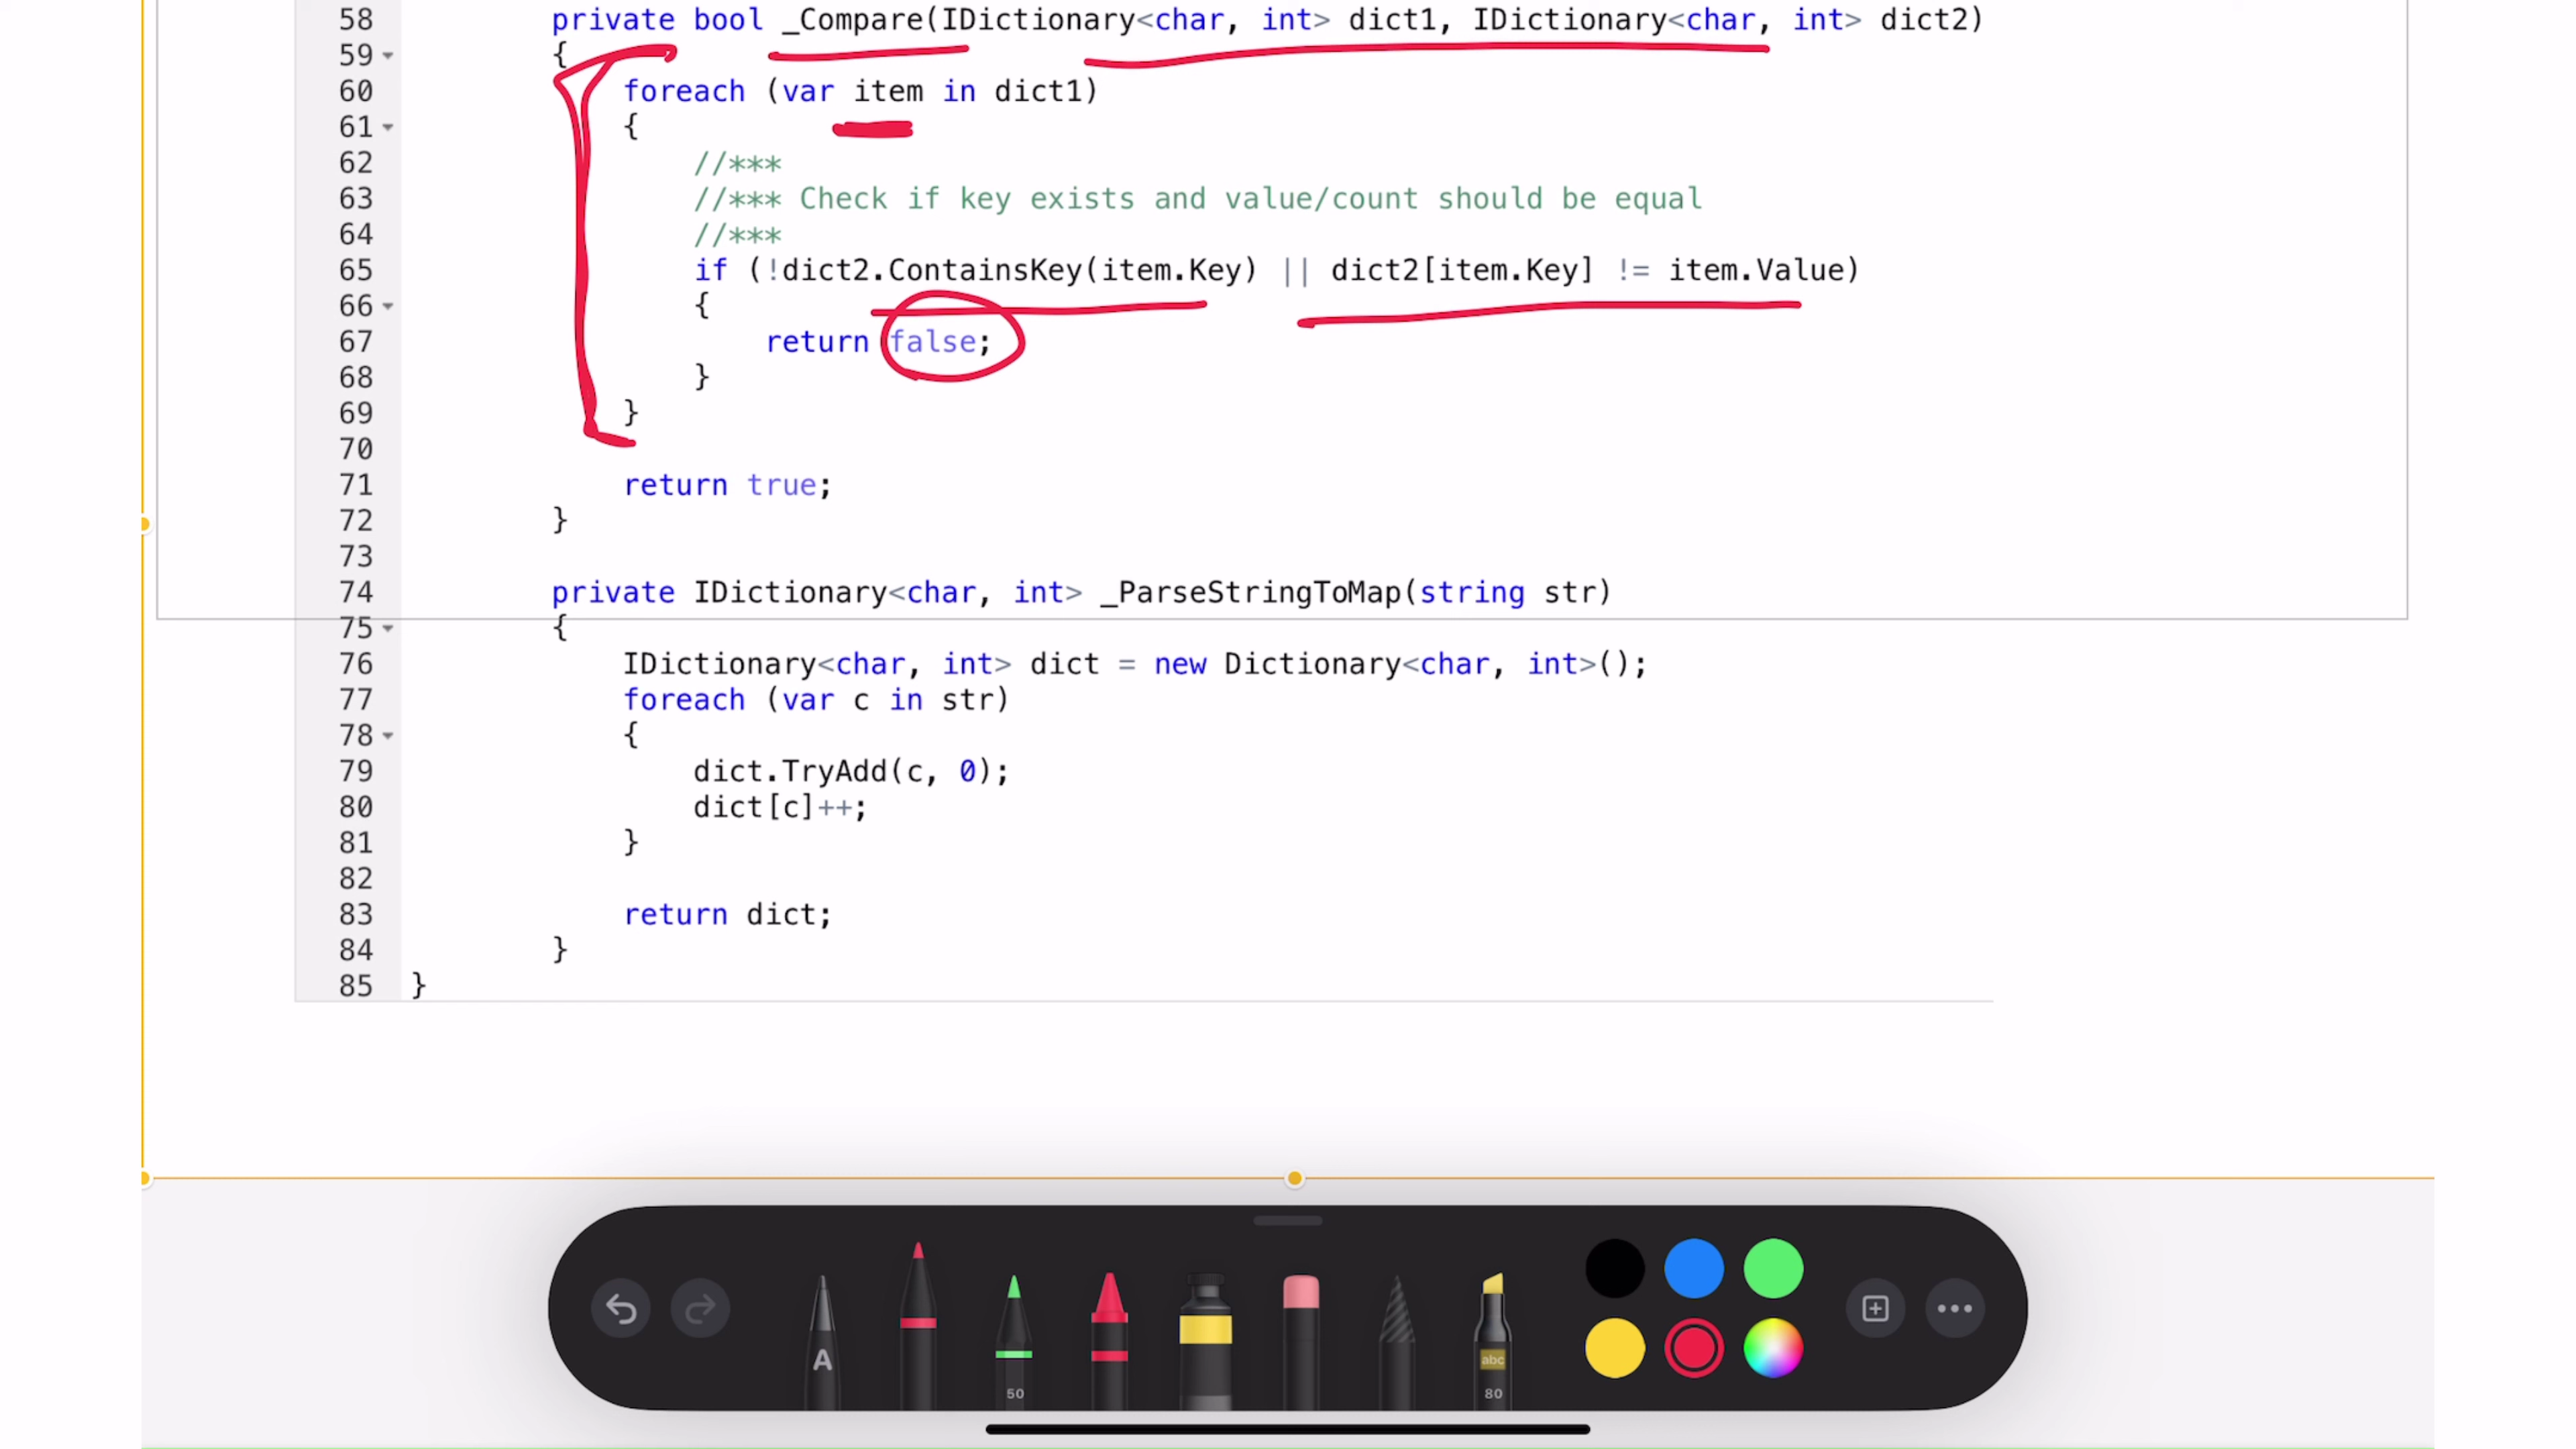 58 private bool _Compare(IDictionary<char, int> dict1, IDictionary<char, int> dict2)
59 {
60 foreach (var item in dict1)
61 {
62 //***
63 //*** Check if key exists and value/count should be equal
64 //***
65 if (!dict2.ContainsKey(item.Key) || dict2[item.Key] != item.Value)
66 {
67 return false;
68 }
69 }
70
71 return true;
72 }
73
74 private IDictionary<char, int> _ParseStringToMap(string str)
75 {
76 IDictionary<char, int> dict = new Dictionary<char, int>();
77 foreach (var c in str)
78 {
79 dict.TryAdd(c, 0);
80 dict[c]++;
81 }
82
83 return dict;
84 }
85 }
A
50
abc
80